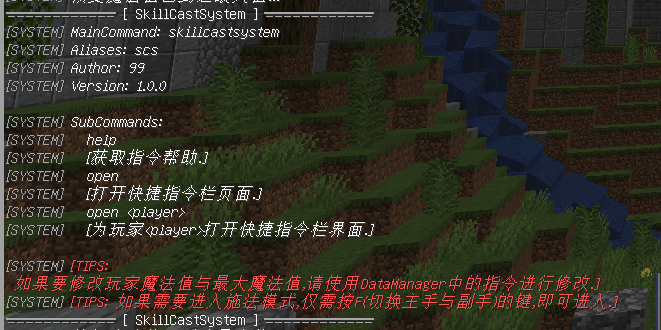 ------------ [ SkillCastSystem ]------------
[SYSTEM] MainCommand: skillcastsystem
[SYSTEM] Aliases: scs
[SYSTEM] Author: 99
[SYSTEM] Version: 1.0.0
[SYSTEM]
[SYSTEM] SubCommands:
[SYSTEM] help
[SYSTEM] [获取指令帮助.]
[SYSTEM] open
[SYSTEM] [打开快捷指令栏页面.]
[SYSTEM] open <player>
[SYSTEM] [为玩家<player>打开快捷指令栏界面.]
[SYSTEM] [TIPS:
如果要修改玩家魔法值与最大魔法值,请使用DataManager中的指令进行修改.]
[SYSTEM] [TIPS: 如果需要进入施法模式,仅需按F(切换主手与副手)的键,即可进入.]
------------ [ SkillCastSystem ]------------